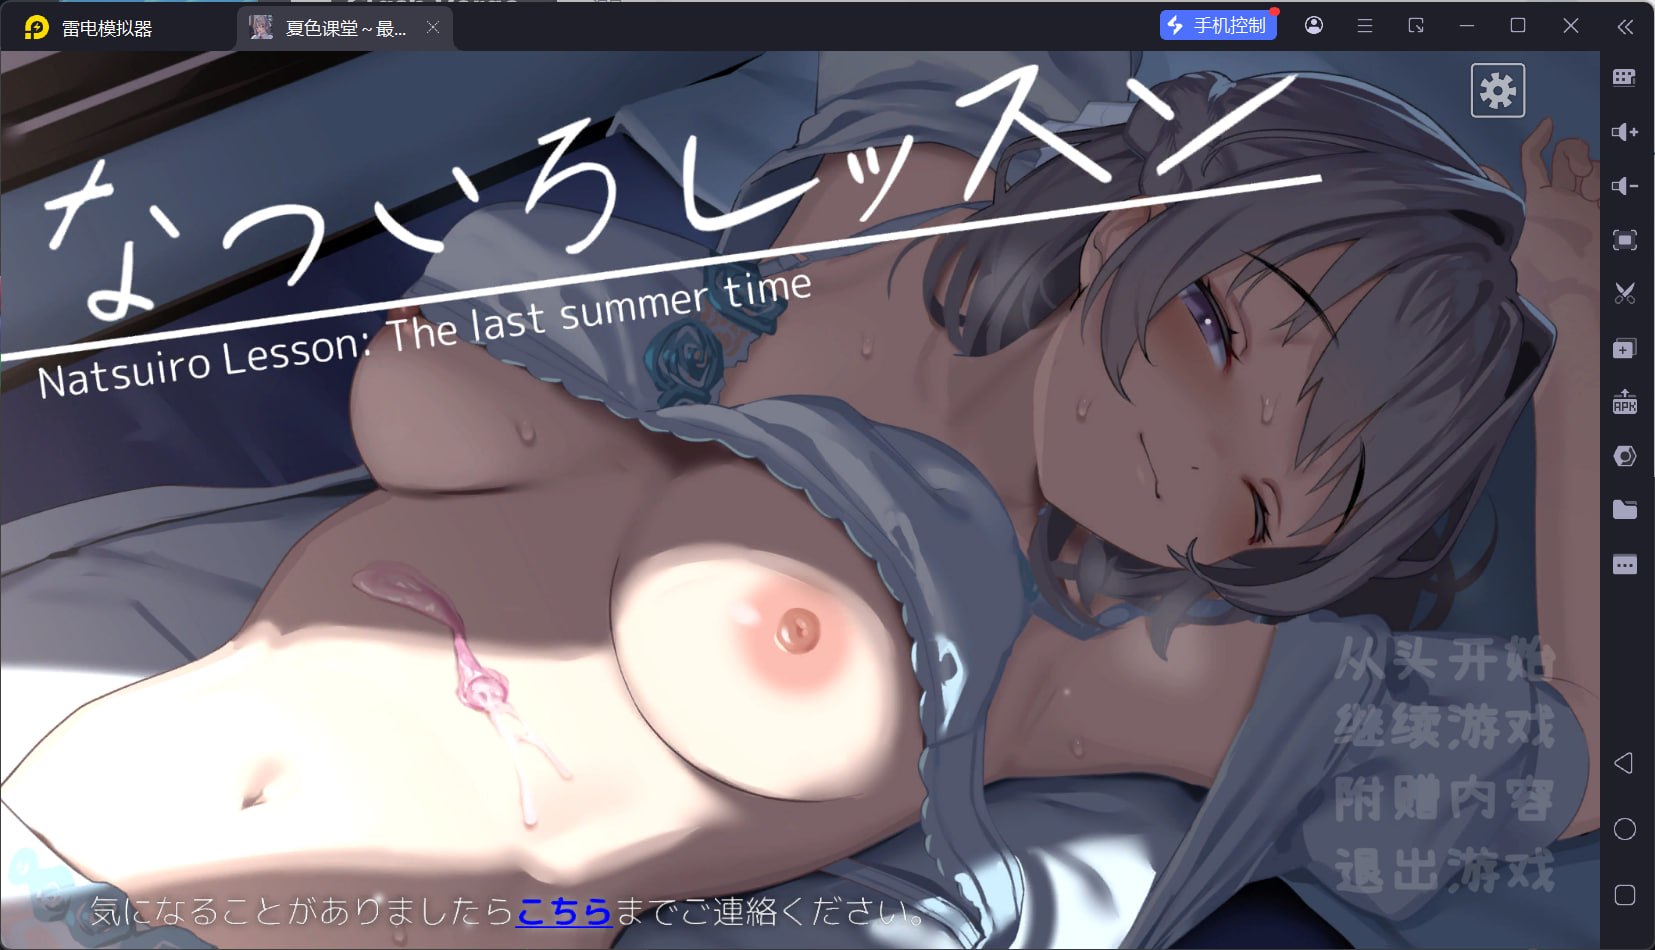 雷电模拟器
夏色课堂～最...
手机控制
なついろレッスン
Natsuiro Lesson: The last summer time
APK
从头开始
继续游戏
附赠内容
退出游戏
気になることがありましたらこちらまでご連絡ください。